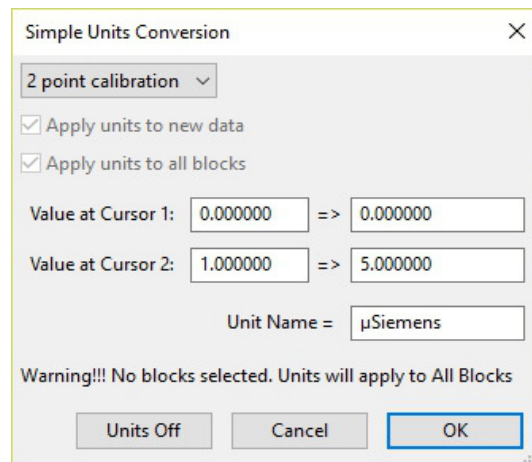 Simple Units Conversion
2 point calibration
Apply units to new data
Apply units to all blocks
Value at Cursor 1: 0.000000 => 0.000000
Value at Cursor 2: 1.000000 => 5.000000
Unit Name = µSiemens
Warning!!! No blocks selected. Units will apply to All Blocks
Units Off Cancel OK